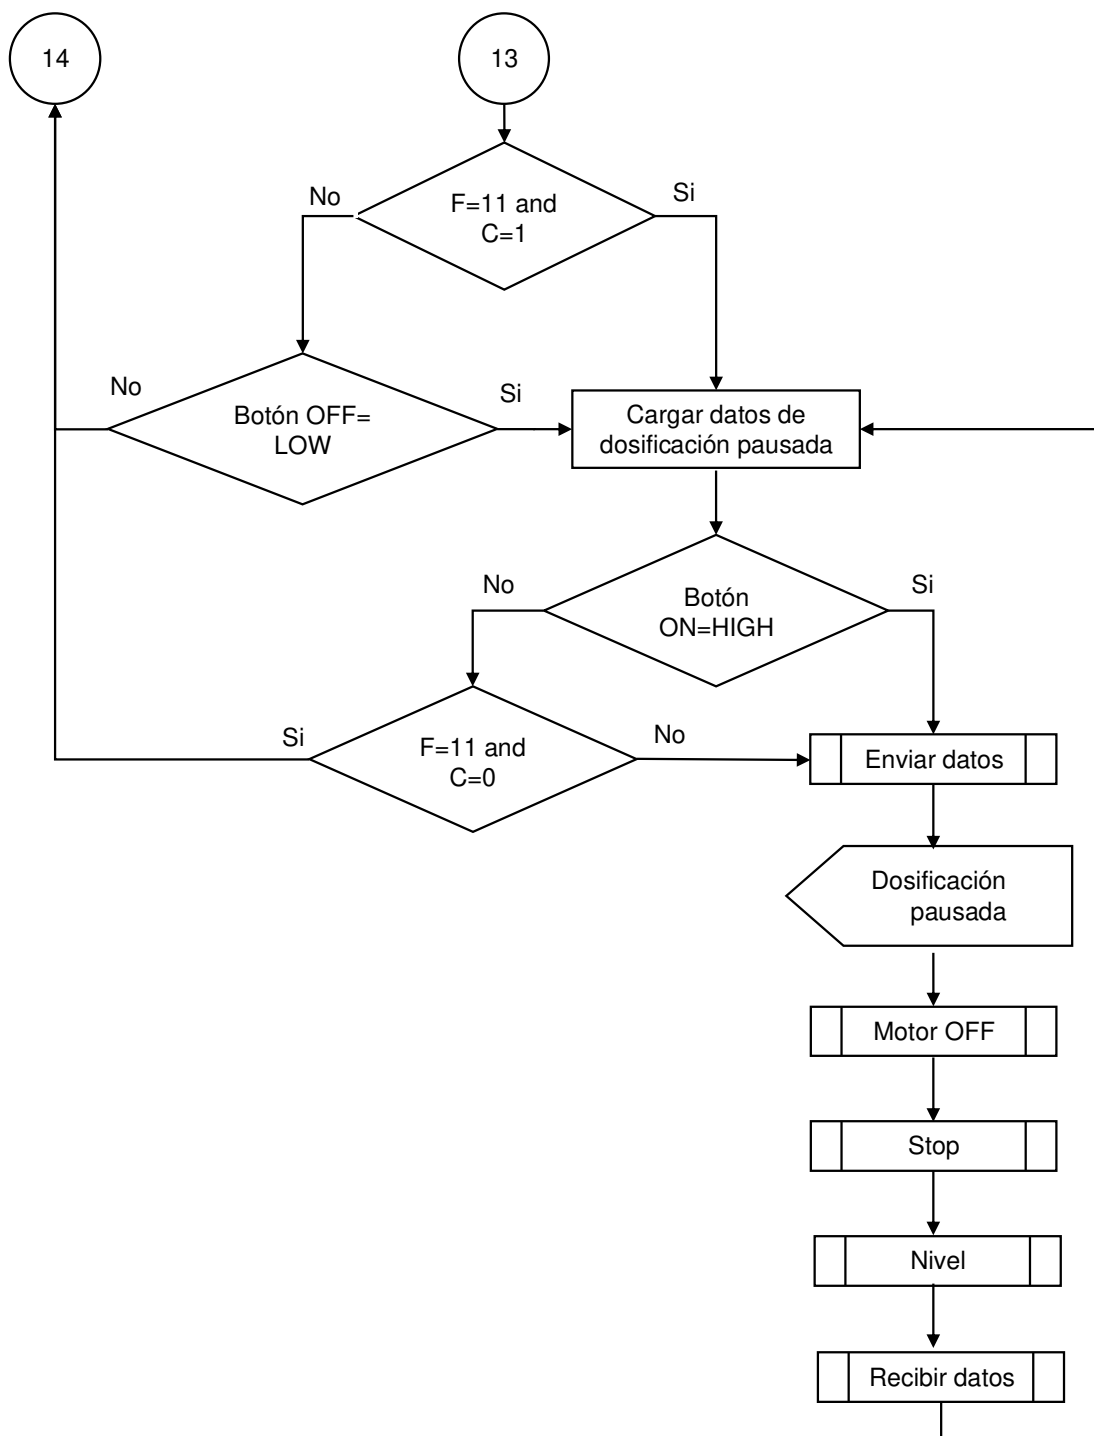 14
13
No
F=11 and
C=1
Si
No
Botón OFF=
LOW
Si
Cargar datos de
dosificación pausada
No
Botón
ON=HIGH
Si
Si
F=11 and
C=0
No
Enviar datos
Dosificación
pausada
Motor OFF
Stop
Nivel
Recibir datos